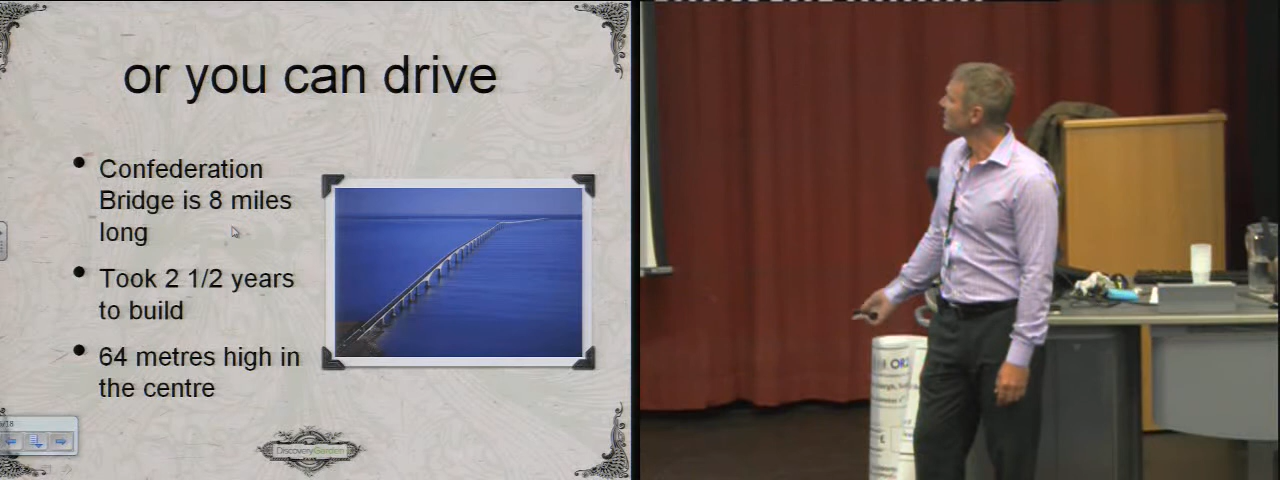 or you can drive
• Confederation
Bridge is 8 miles
long
• Took 2 1/2 years
to build
• 64 metres high in
the centre
DiscoveryGarden